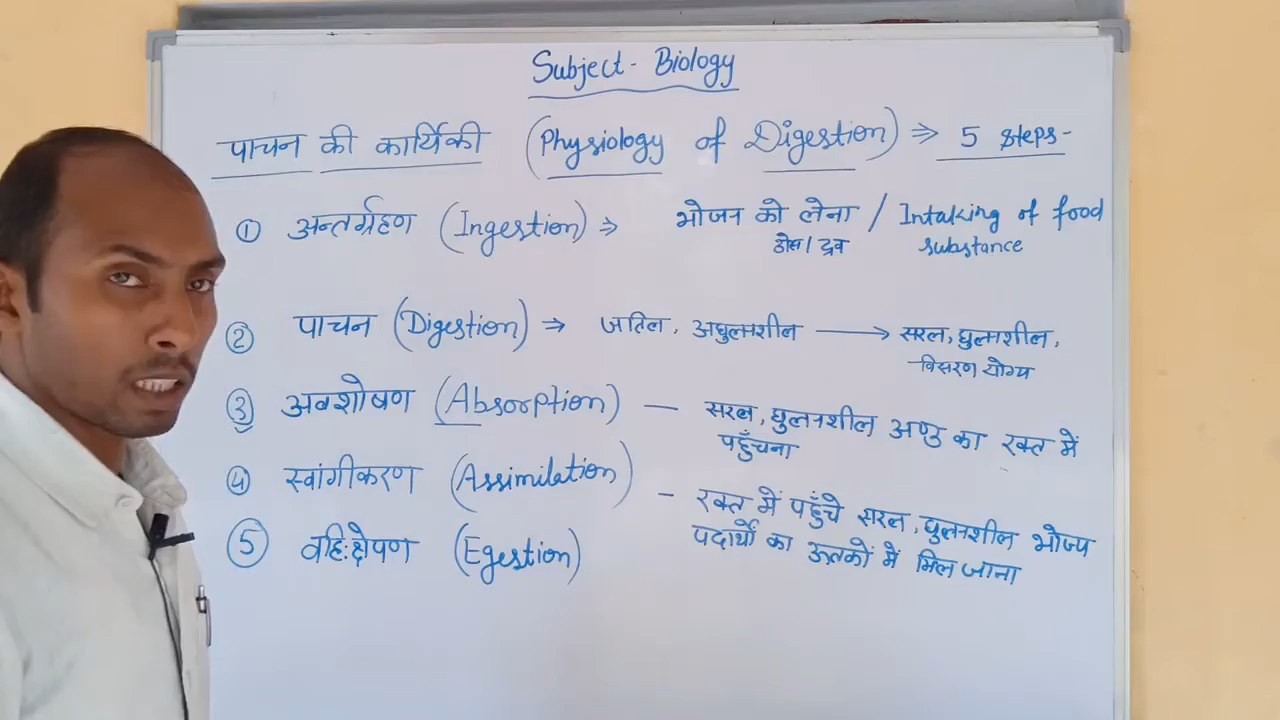 Subject - Biology
पाचन की कार्यिकी (Physiology of Digestion) ⇒ 5 steps -
① अन्तर्ग्रहण (Ingestion) ⇒ भोजन को लेना / Intaking of food
ठोस / द्रव substance
② पाचन (Digestion) ⇒ जटिल, अघुलनशील ⟶ सरल, घुलनशील,
विसरण योग्य
③ अवशोषण (Absorption) — सरल, घुलनशील अणु का रक्त में
पहुँचना
④ स्वांगीकरण (Assimilation) - रक्त में पहुँचे सरल, घुलनशील भोज्य
पदार्थों का ऊतकों में मिल जाना
⑤ वहिःक्षेपण (Egestion)